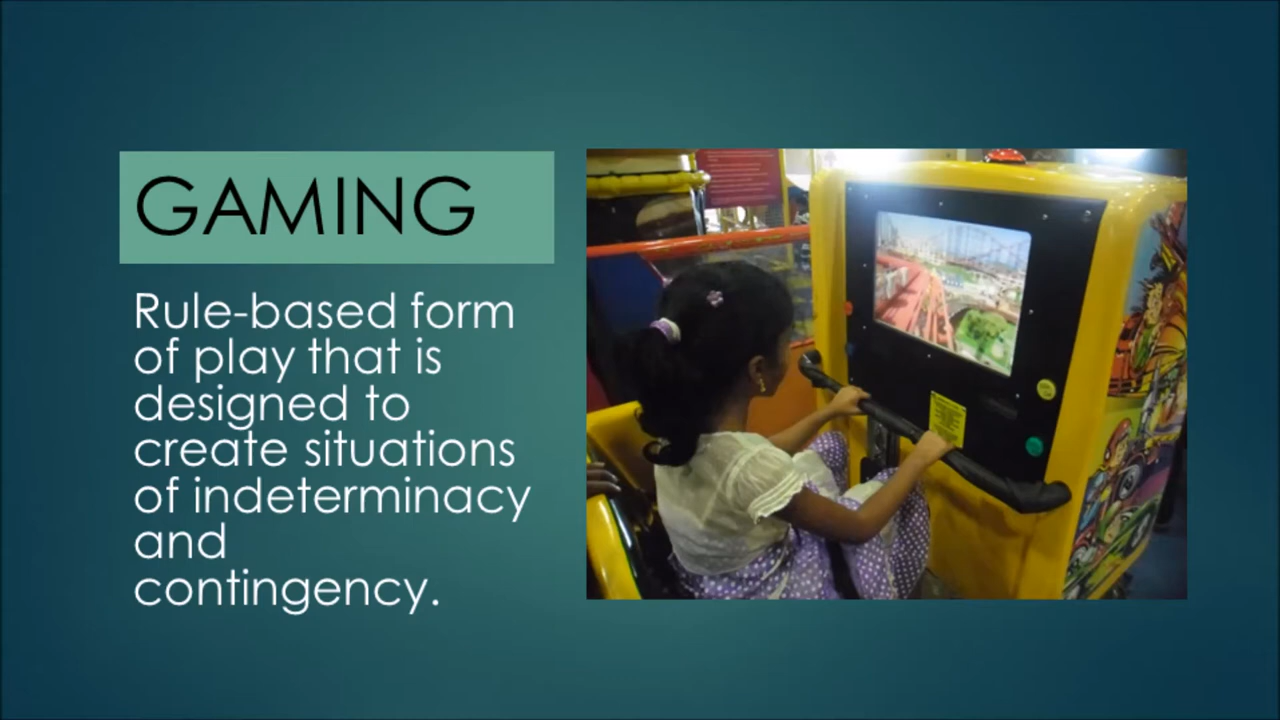 GAMING
Rule-based form
of play that is
designed to
create situations
of indeterminacy
and
contingency.